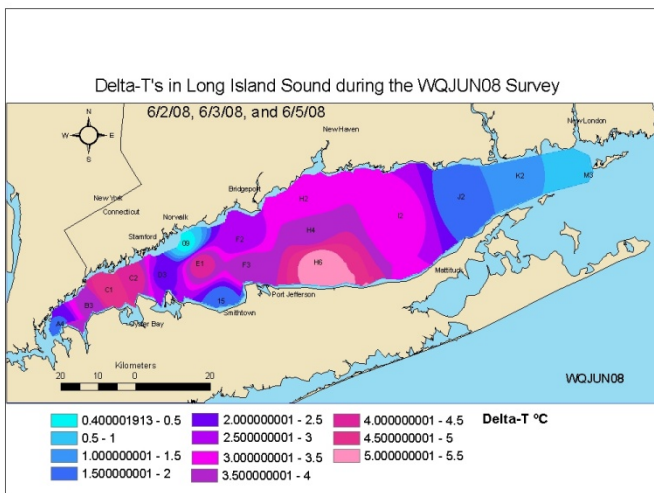 Delta-T's in Long Island Sound during the WQJUN08 Survey
6/2/08, 6/3/08, and 6/5/08
N
W E
S
New London
New Haven
M3
K2
J2
Bridgeport
H2
New York
Connecticut
I2
Norwalk
Stamford
09
F2
H4
E1
F3
H6
D3
C2
C1
Mattituck
B3
15
Port Jefferson
A4
Oyster Bay
Smithtown
Kilometers
20 10 0 20
WQJUN08
Delta-T ºC
0.400001913 - 0.5
0.5 - 1
1.000000001 - 1.5
1.500000001 - 2
2.000000001 - 2.5
2.500000001 - 3
3.000000001 - 3.5
3.500000001 - 4
4.000000001 - 4.5
4.500000001 - 5
5.000000001 - 5.5